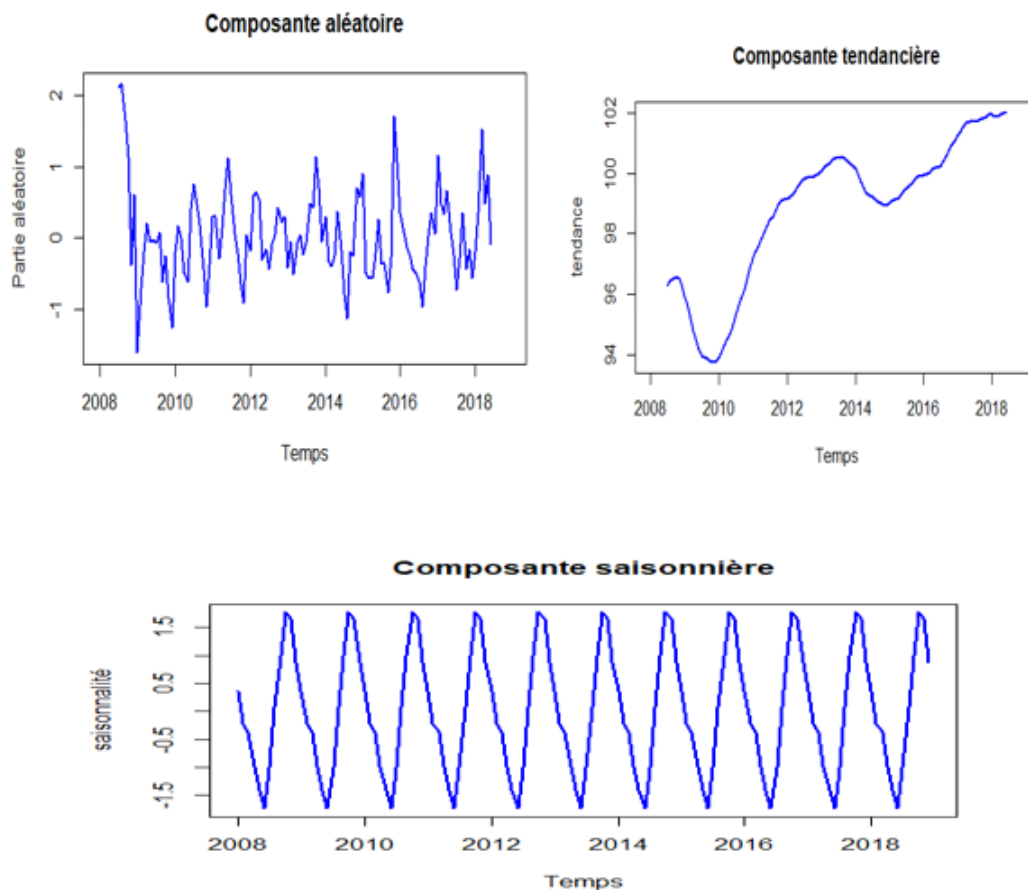 Composante aléatoire
Partie aléatoire
2
1
0
-1
2008 2010 2012 2014 2016 2018
Temps
Composante tendancière
tendance
102
100
98
96
94
2008 2010 2012 2014 2016 2018
Temps
Composante saisonnière
saisonnalité
1.5
0.5
-0.5
-1.5
2008 2010 2012 2014 2016 2018
Temps